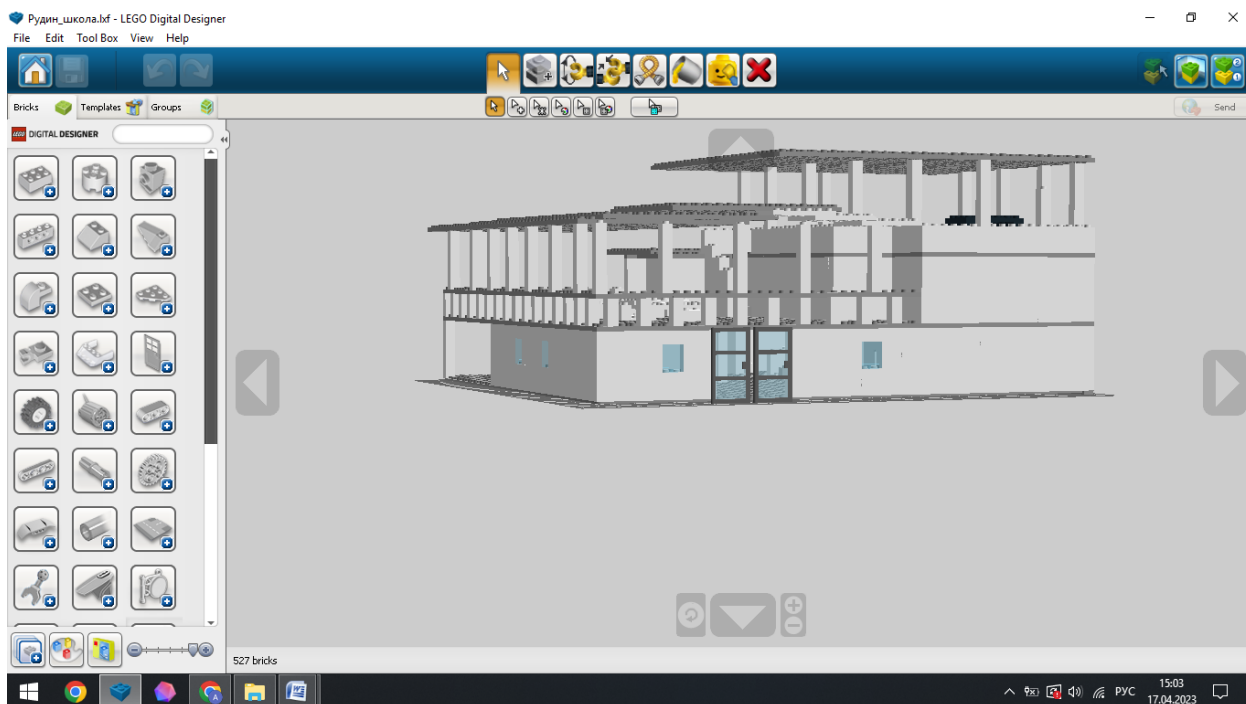 Рудин_школа.lxf - LEGO Digital Designer
File Edit Tool Box View Help
Bricks Templates Groups
Send
LEGO DIGITAL DESIGNER
527 bricks
РУС
15:03
17.04.2023